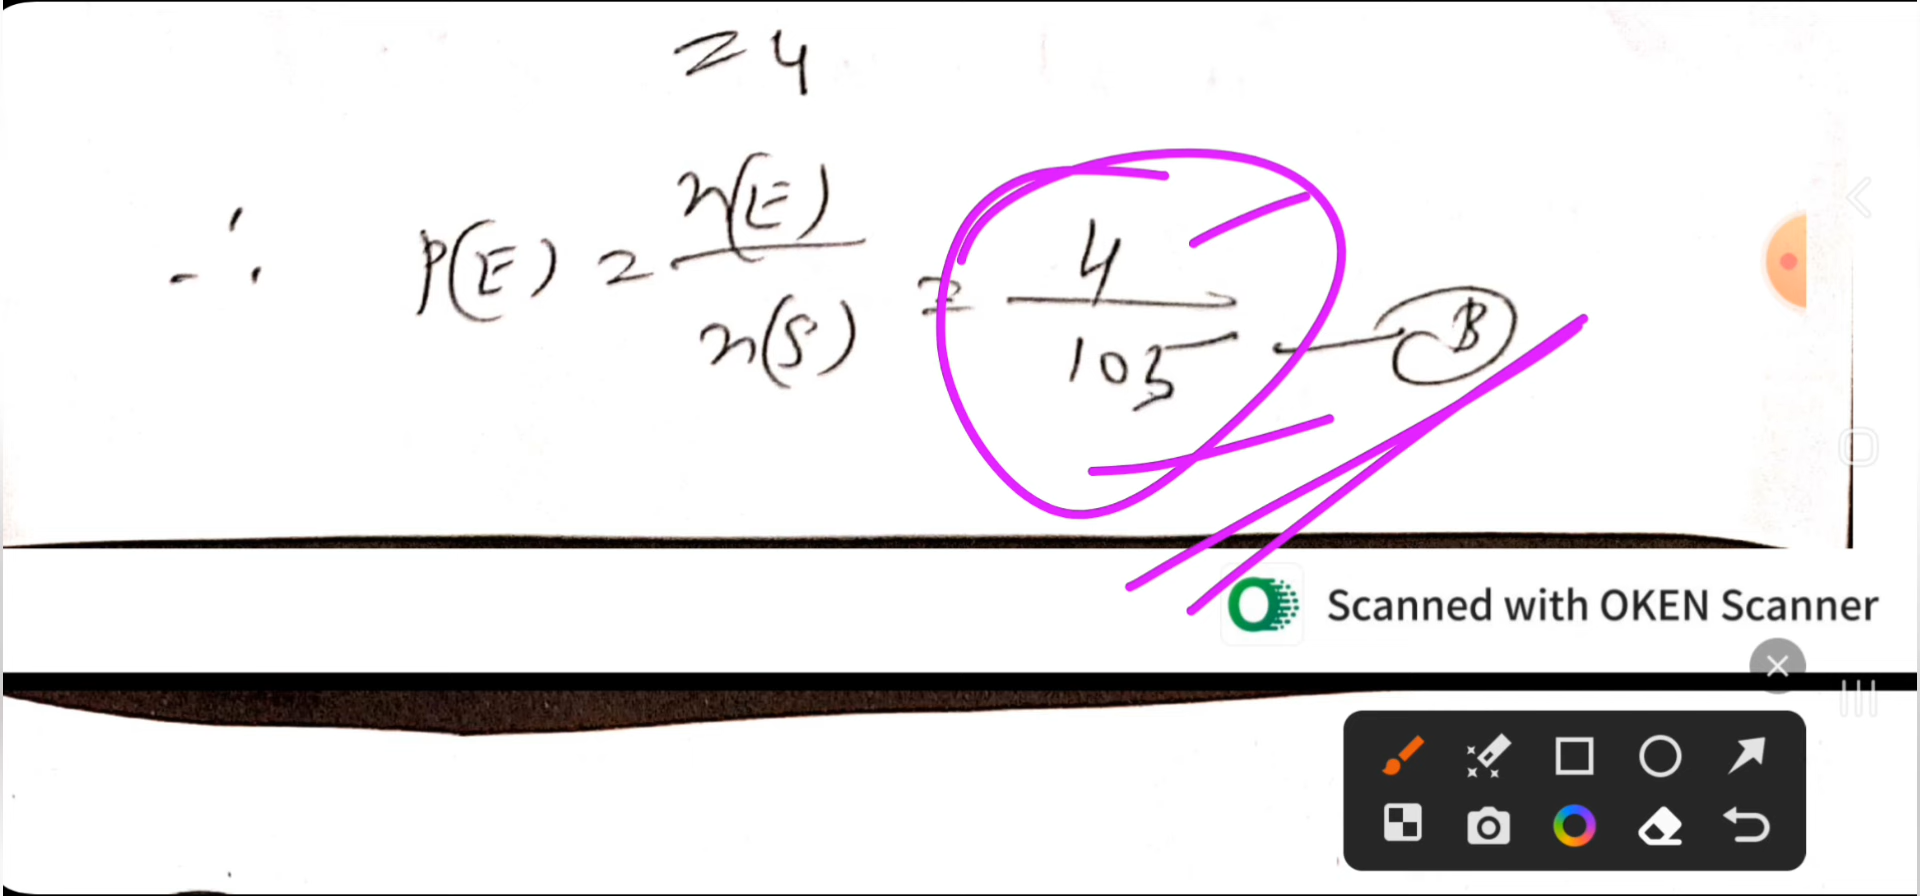 = 4
∴ P(E) = n(E) / n(S) = 4 / 105 — B
Scanned with OKEN Scanner